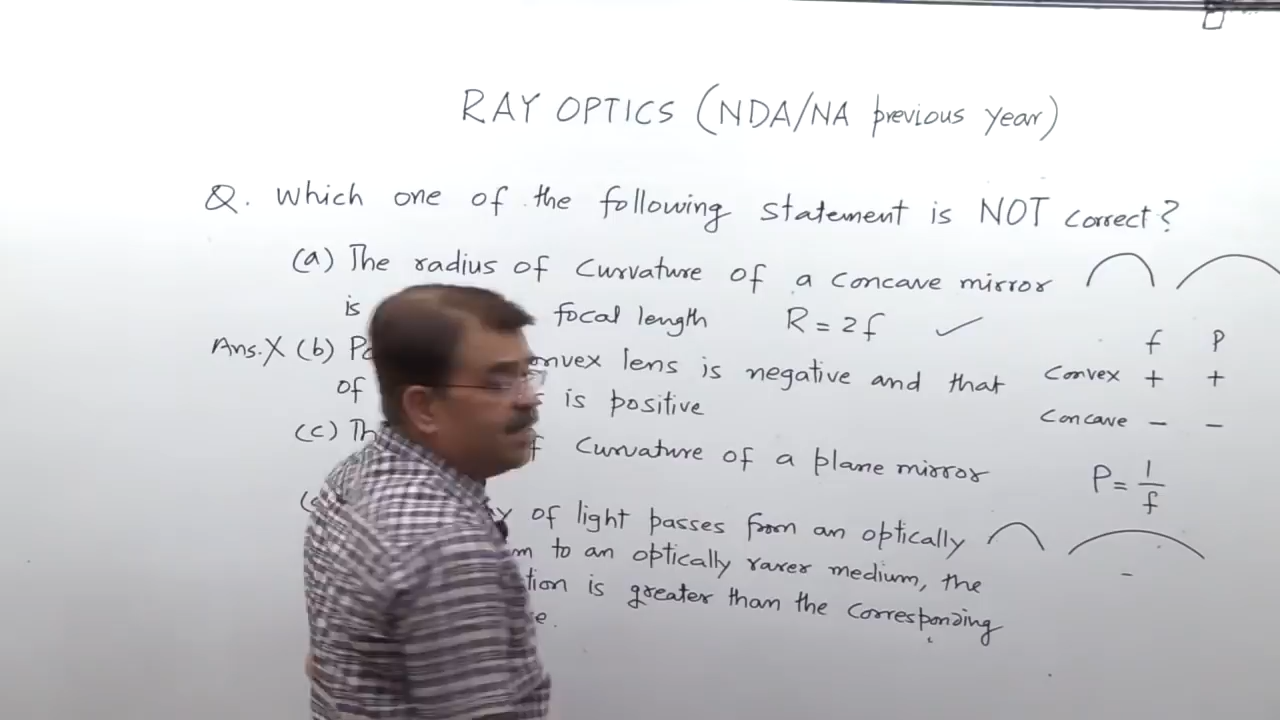 RAY OPTICS (NDA/NA previous year)
Q. Which one of the following statement is NOT correct?
(a) The radius of curvature of a concave mirror
is focal length R = 2f ✓
Ans. X (b) convex lens is negative and that
of is positive
(c) curvature of a plane mirror
of light passes from an optically
to an optically rarer medium, the
is greater than the corresponding
f P
Convex + +
Concave - -
P = 1/f
-